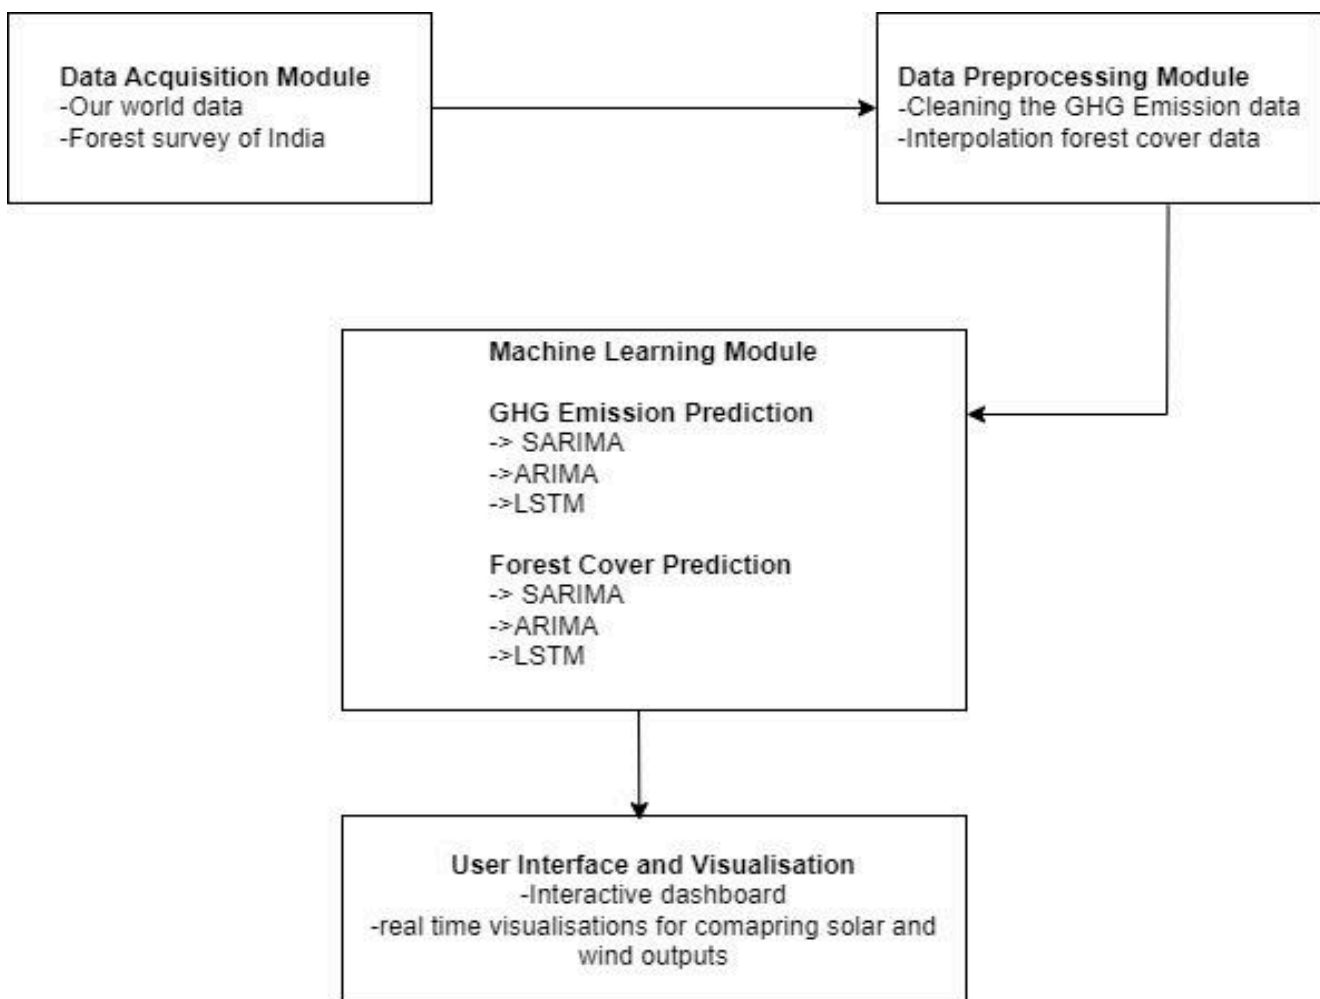 Data Acquisition Module
-Our world data
-Forest survey of India
Data Preprocessing Module
-Cleaning the GHG Emission data
-Interpolation forest cover data
Machine Learning Module
GHG Emission Prediction
-> SARIMA
->ARIMA
->LSTM
Forest Cover Prediction
-> SARIMA
->ARIMA
->LSTM
User Interface and Visualisation
-Interactive dashboard
-real time visualisations for comapring solar and
wind outputs